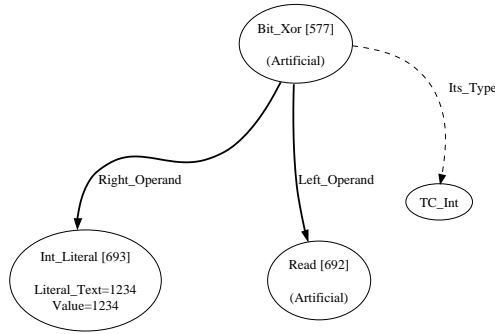 Bit_Xor [577]
(Artificial)
Its_Type
Right_Operand
Left_Operand
TC_Int
Int_Literal [693]
Literal_Text=1234
Value=1234
Read [692]
(Artificial)